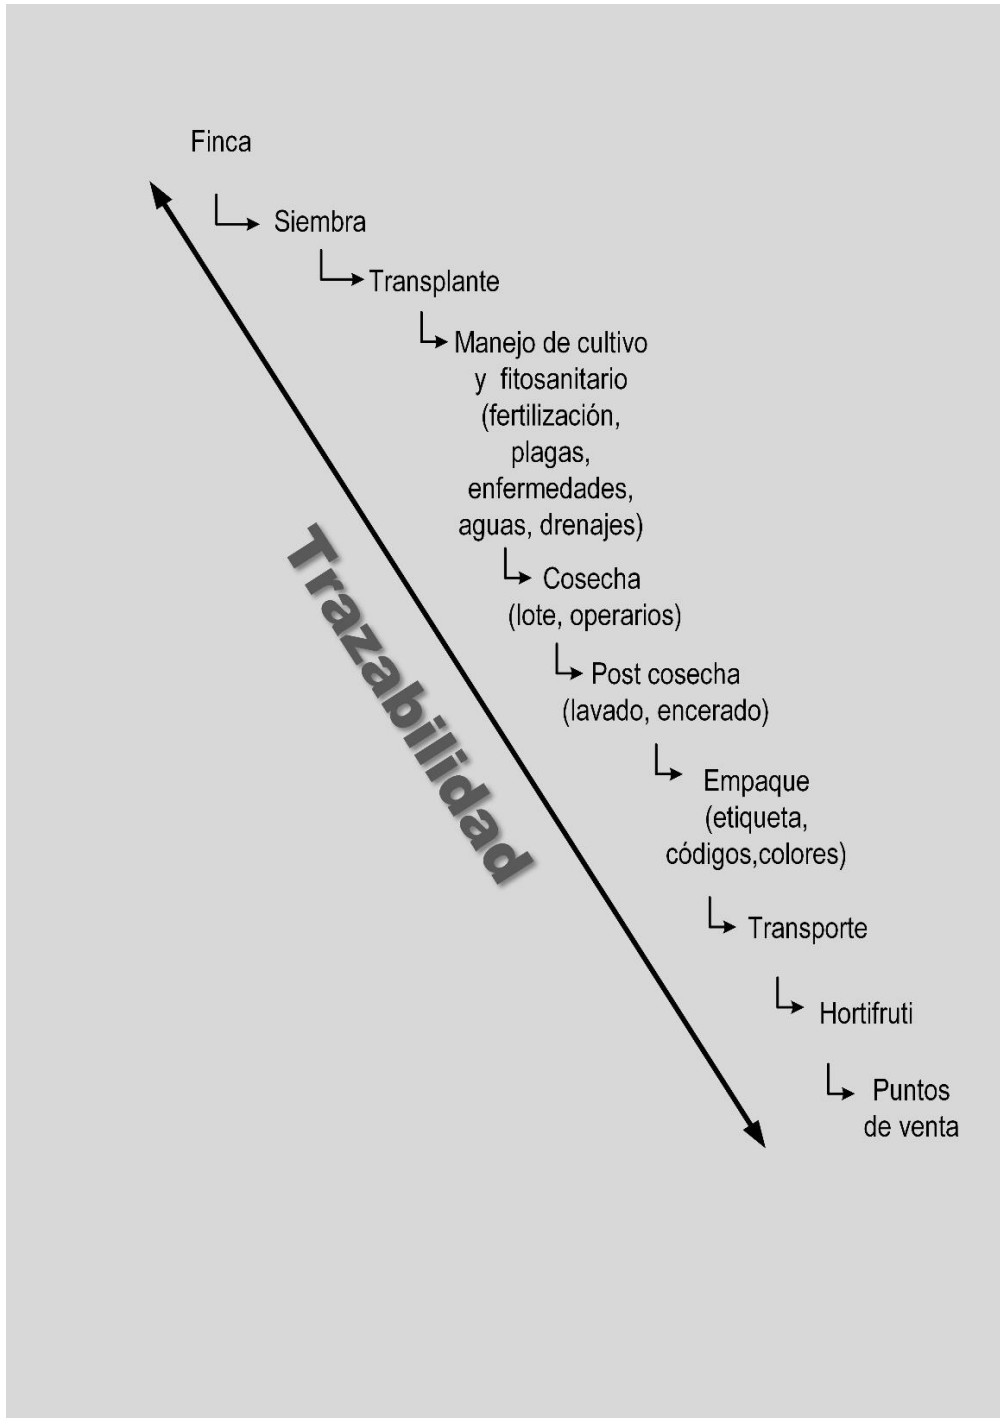 Finca
Siembra
Transplante
Manejo de cultivo
y fitosanitario
(fertilización,
plagas,
enfermedades,
aguas, drenajes)
Trazabilidad
Cosecha
(lote, operarios)
Post cosecha
(lavado, encerado)
Empaque
(etiqueta,
códigos,colores)
Transporte
Hortifruti
Puntos
de venta